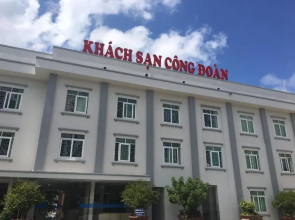 KHÁCH SẠN CÔNG ĐOÀN